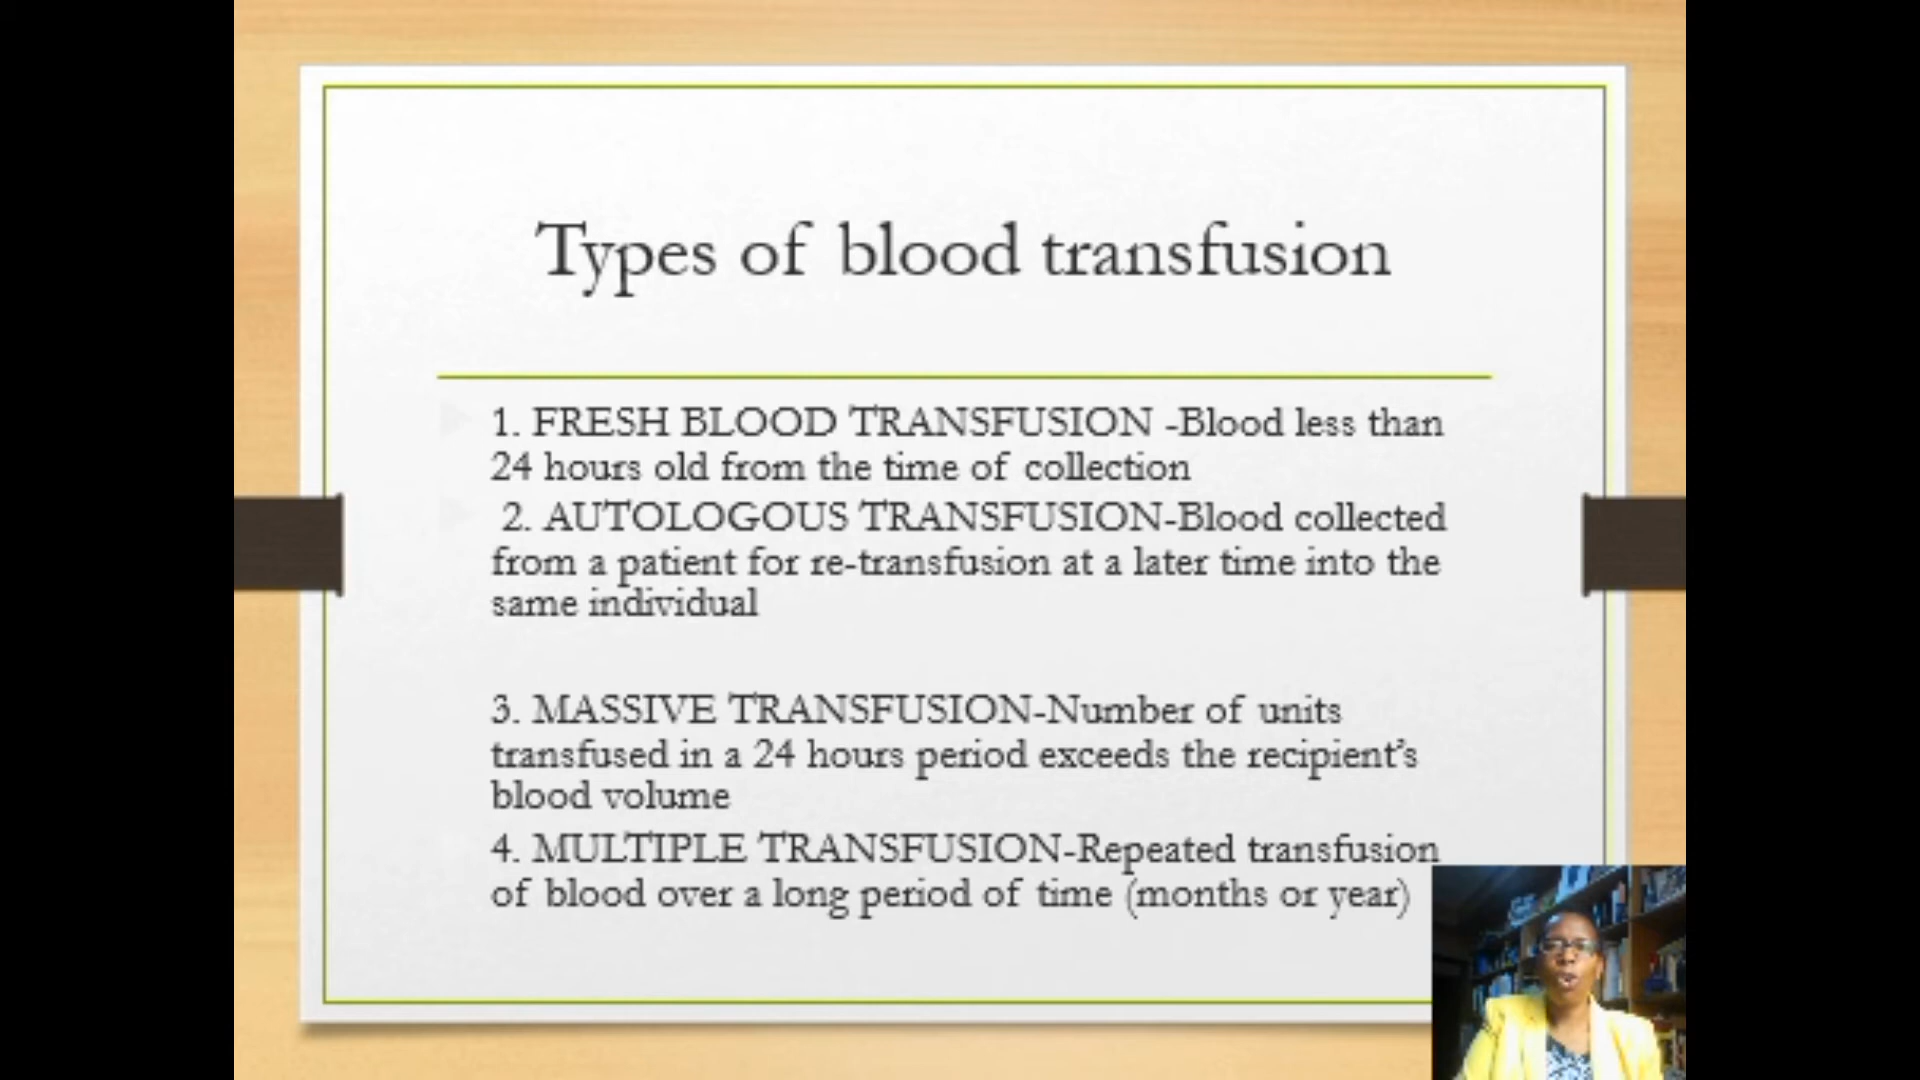 Types of blood transfusion
1. FRESH BLOOD TRANSFUSION -Blood less than
24 hours old from the time of collection
2. AUTOLOGOUS TRANSFUSION-Blood collected
from a patient for re-transfusion at a later time into the
same individual
3. MASSIVE TRANSFUSION-Number of units
transfused in a 24 hours period exceeds the recipient’s
blood volume
4. MULTIPLE TRANSFUSION-Repeated transfusion
of blood over a long period of time (months or year)